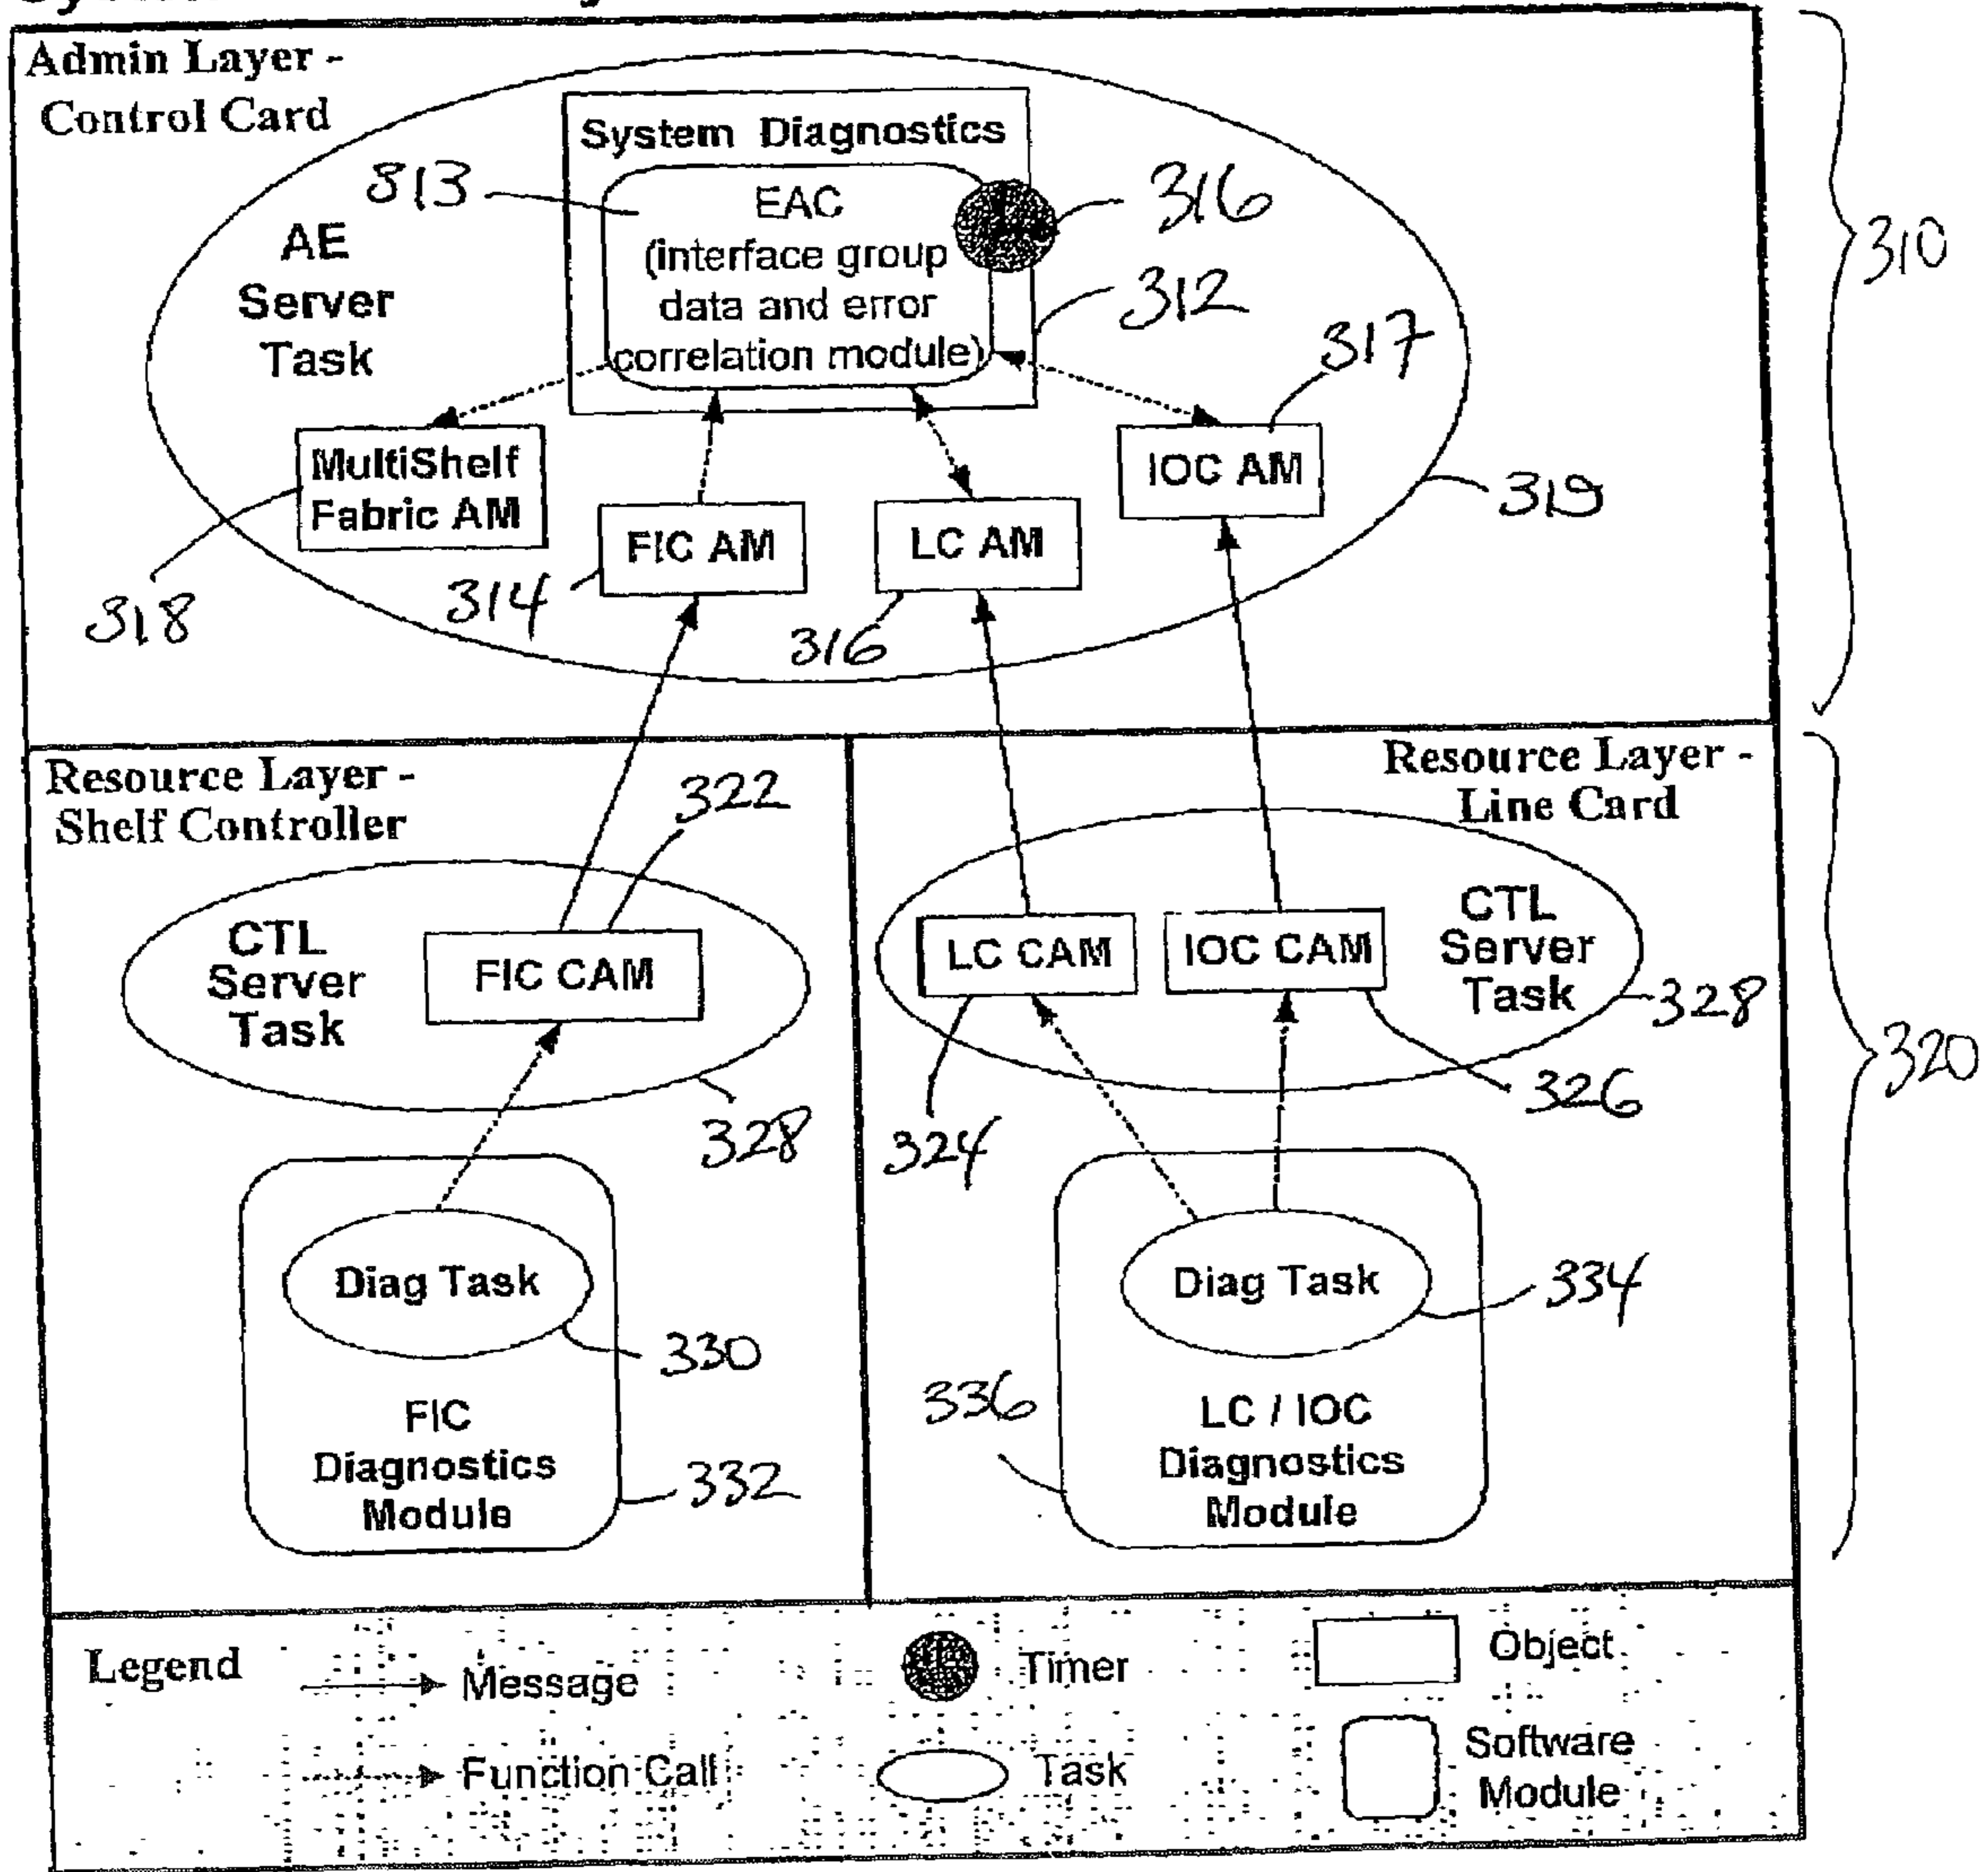 Admin Layer -
Control Card
System Diagnostics
813
EAC
316
(interface group
data and error
correlation module)
312
317
310
AE
Server
Task
MultiShelf
Fabric AM
IOC AM
319
FIC AM
LC AM
318
314
316
Resource Layer -
Shelf Controller
322
Resource Layer -
Line Card
CTL
Server
Task
FIC CAM
LC CAM
IOC CAM
CTL
Server
Task
328
320
328
324
326
Diag Task
330
FIC
Diagnostics
Module
332
Diag Task
334
336
LC / IOC
Diagnostics
Module
Legend
Message
Timer
Object
Function Call
Task
Software
Module